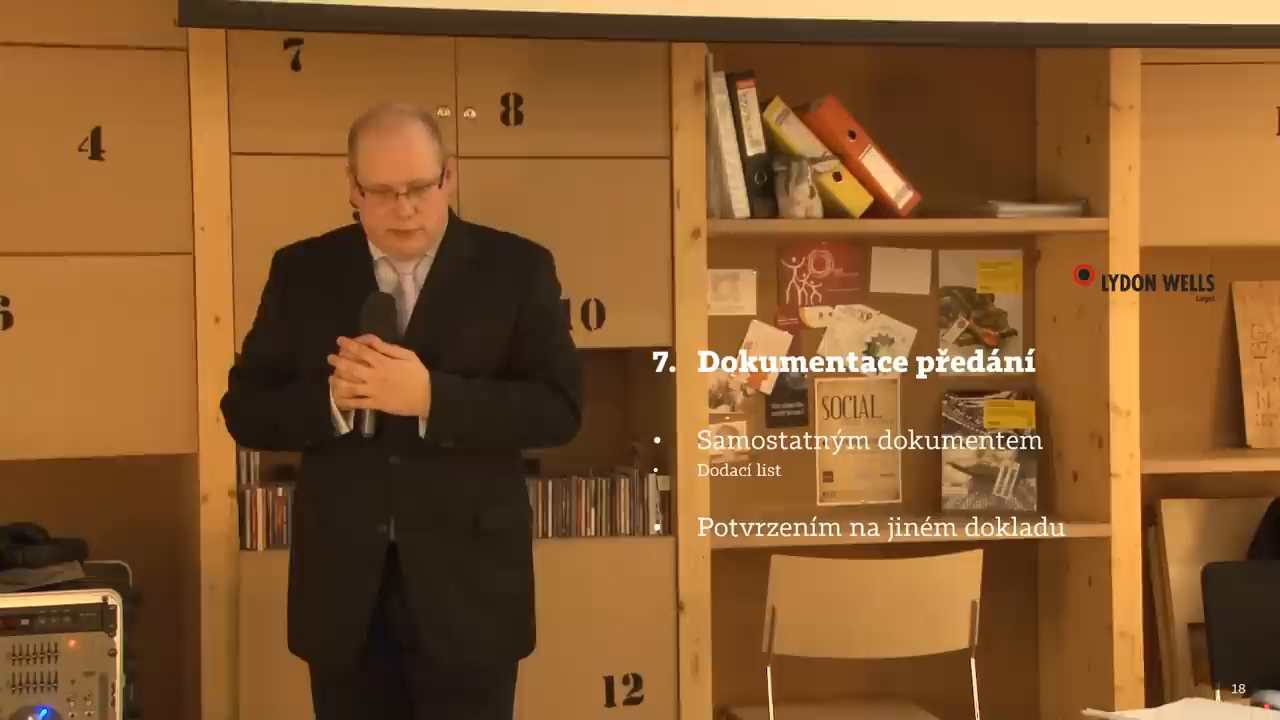 7
8
4
10
6
LYDON WELLS
Legal
7. Dokumentace předání
SOCIAL
• Samostatným dokumentem
• Dodací list
• Potvrzením na jiném dokladu
12
18